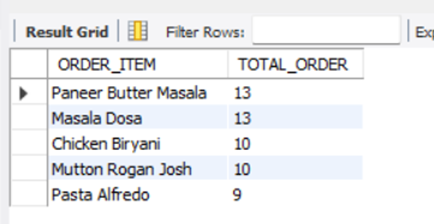 Result Grid Filter Rows: Exp
ORDER_ITEM TOTAL_ORDER
Paneer Butter Masala 13
Masala Dosa 13
Chicken Biryani 10
Mutton Rogan Josh 10
Pasta Alfredo 9